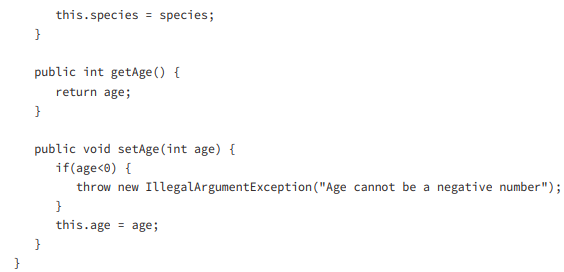 this.species = species;
}
public int getAge() {
return age;
}
public void setAge(int age) {
if(age<0) {
throw new IllegalArgumentException("Age cannot be a negative number");
}
this.age = age;
}
}